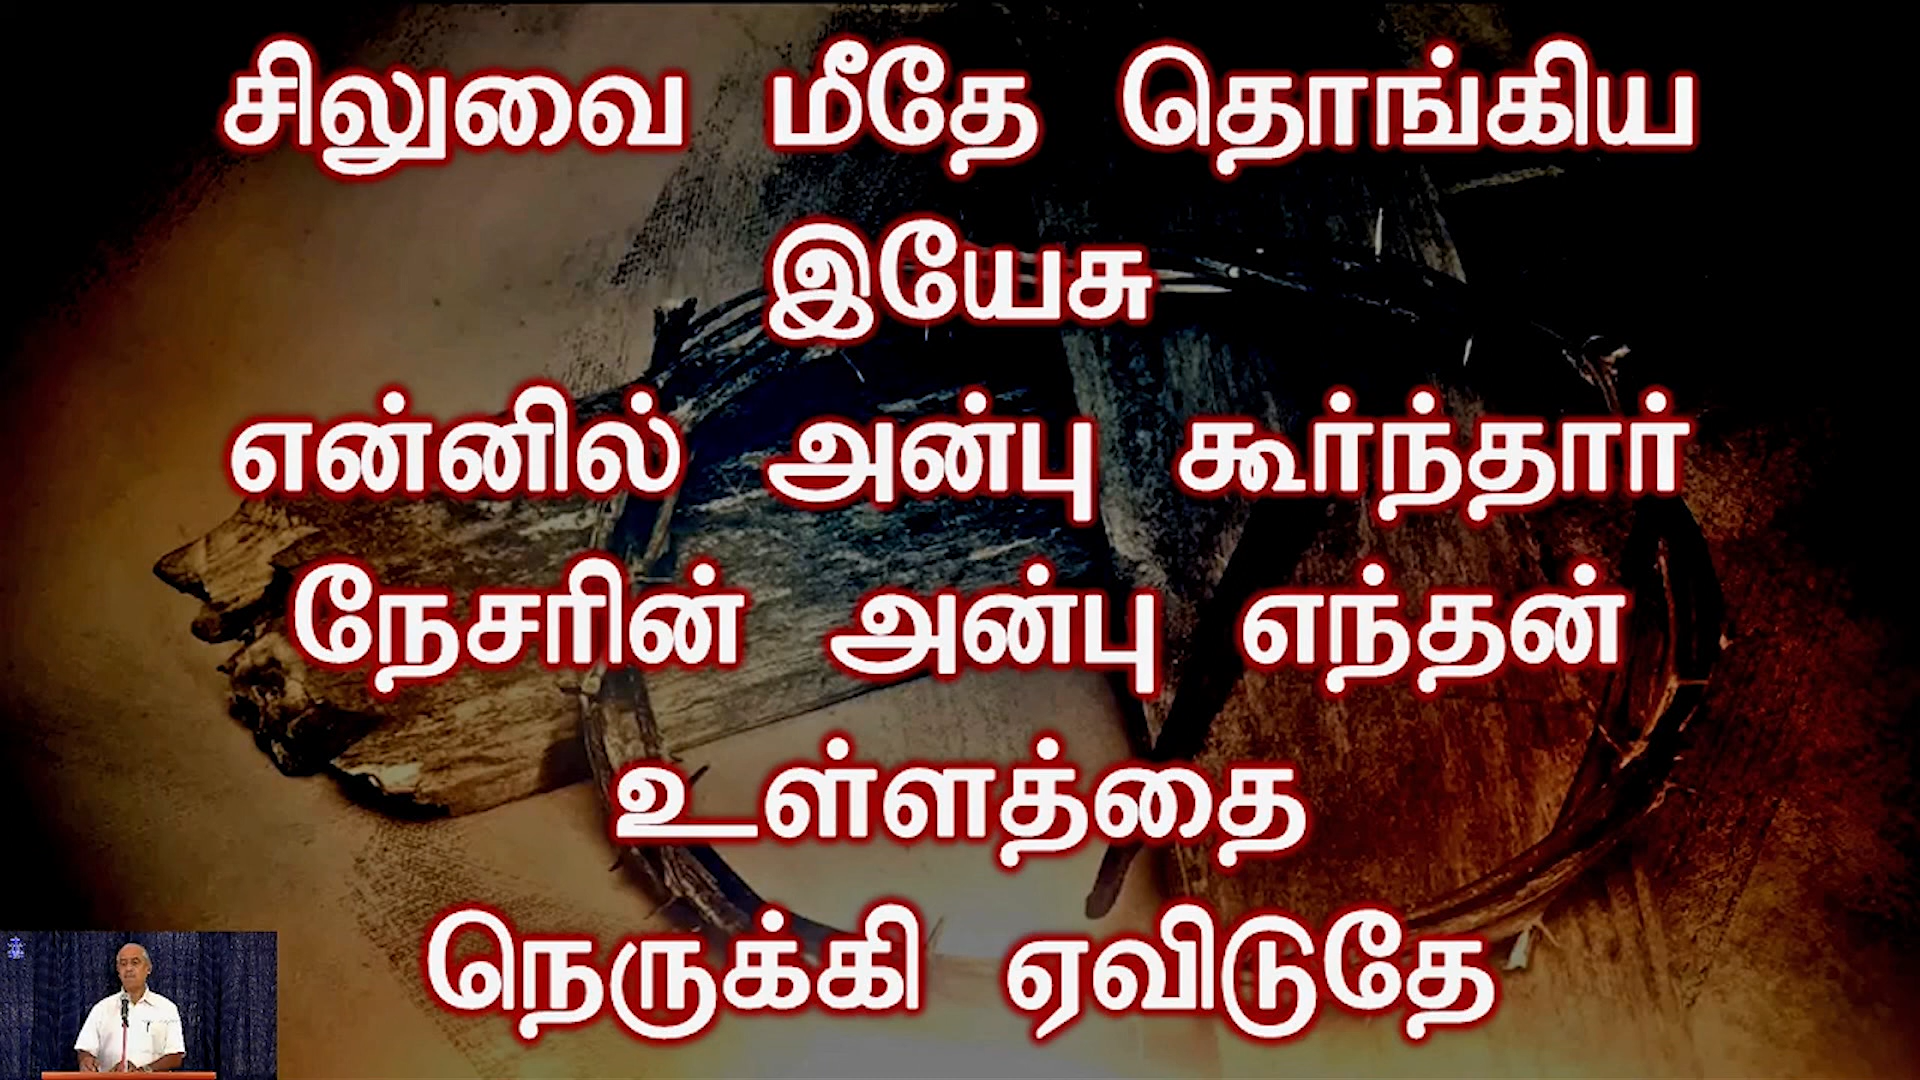 சிலுவை மீதே தொங்கிய
இயேசு
என்னில் அன்பு கூர்ந்தார்
நேசரின் அன்பு எந்தன்
உள்ளத்தை
நெருக்கி ஏவிடுதே